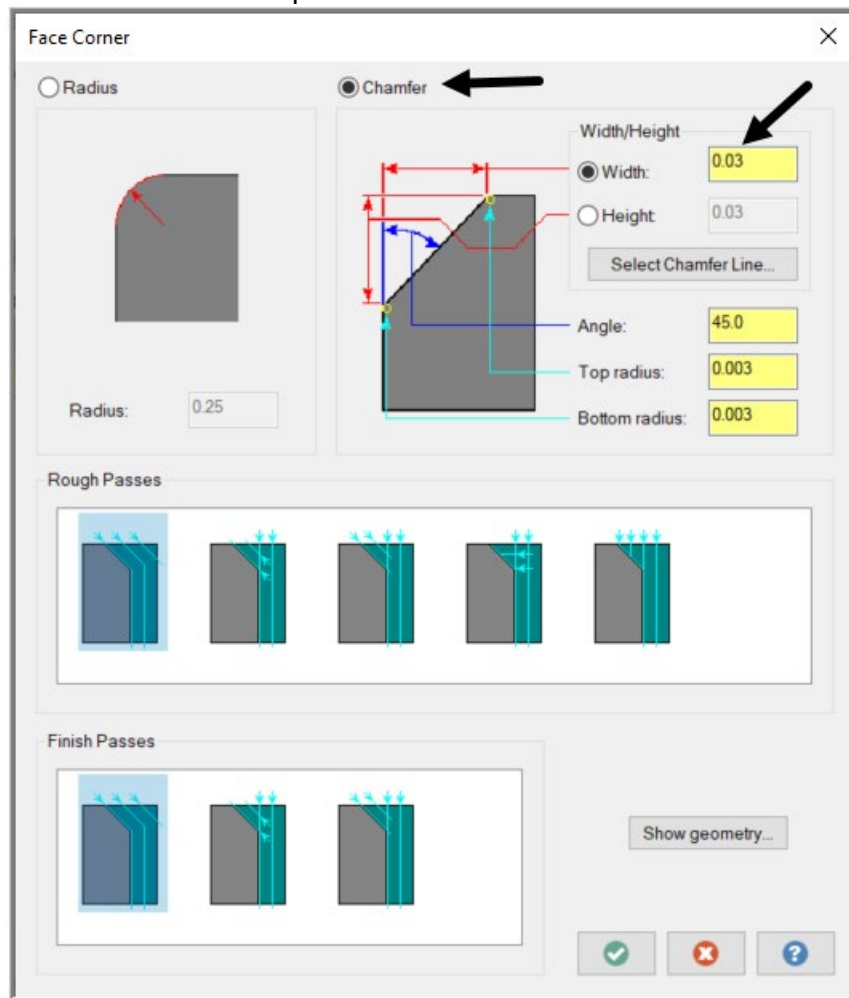 Face Corner
Radius
Chamfer
Width/Height
Width: 0.03
Height: 0.03
Select Chamfer Line...
Angle: 45.0
Top radius: 0.003
Radius: 0.25
Bottom radius: 0.003
Rough Passes
Finish Passes
Show geometry...